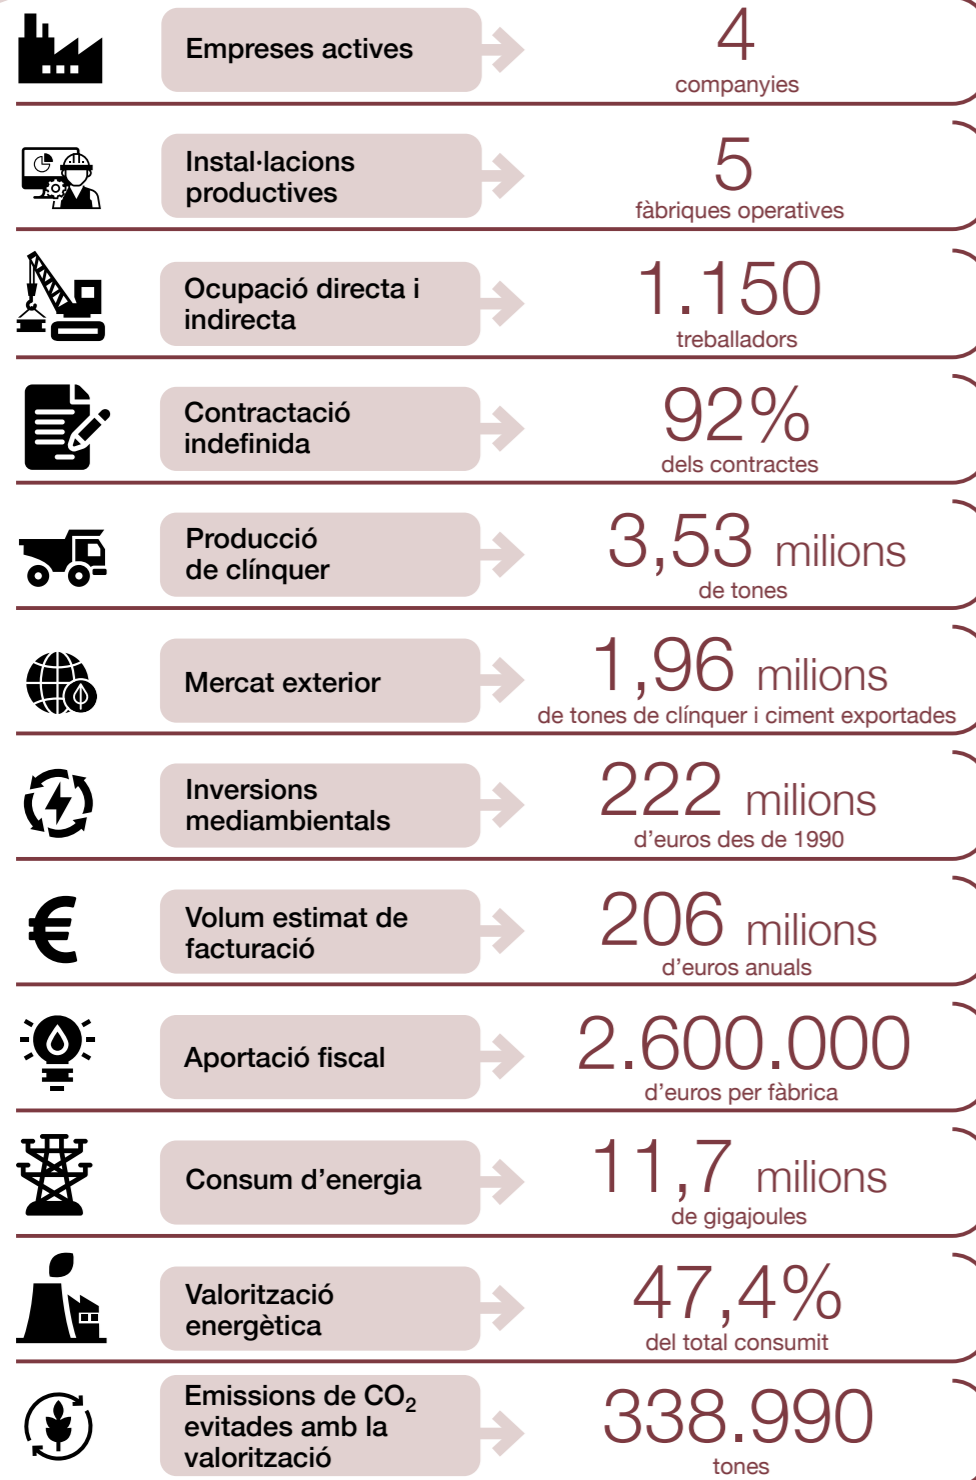 Empreses actives
4
companyies
Instal·lacions
productives
5
fàbriques operatives
Ocupació directa i
indirecta
1.150
treballadors
Contractació
indefinida
92%
dels contractes
Producció
de clínquer
3,53 milions
de tones
Mercat exterior
1,96 milions
de tones de clínquer i ciment exportades
Inversions
mediambientals
222 milions
d’euros des de 1990
€
Volum estimat de
facturació
206 milions
d’euros anuals
Aportació fiscal
2.600.000
d’euros per fàbrica
Consum d’energia
11,7 milions
de gigajoules
Valorització
energètica
47,4%
del total consumit
Emissions de CO₂
evitades amb la
valorització
338.990
tones